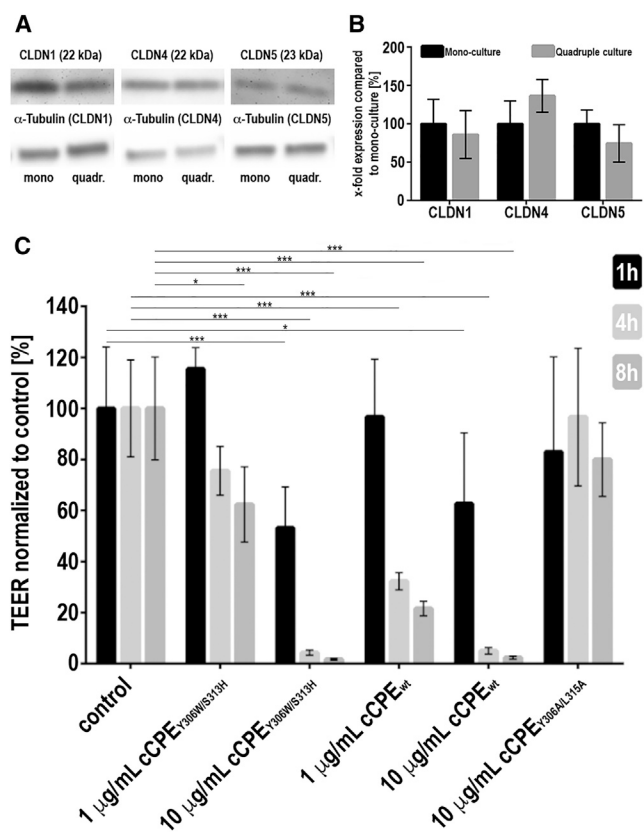 A
CLDN1 (22 kDa) CLDN4 (22 kDa) CLDN5 (23 kDa)
α-Tubulin (CLDN1) α-Tubulin (CLDN4) α-Tubulin (CLDN5)
mono quadr. mono quadr. mono quadr.
B
x-fold expression compared
to mono-culture [%]
200
150
100
50
0
Mono-culture Quadruple culture
CLDN1 CLDN4 CLDN5
C
TEER normalized to control [%]
140
120
100
80
60
40
20
0
***
***
***
*
***
***
***
*
***
1h
4h
8h
control
1 μg/mL cCPEY306W/S313H
10 μg/mL cCPEY306W/S313H
1 μg/mL cCPEwt
10 μg/mL cCPEwt
10 μg/mL cCPEY306A/L315A